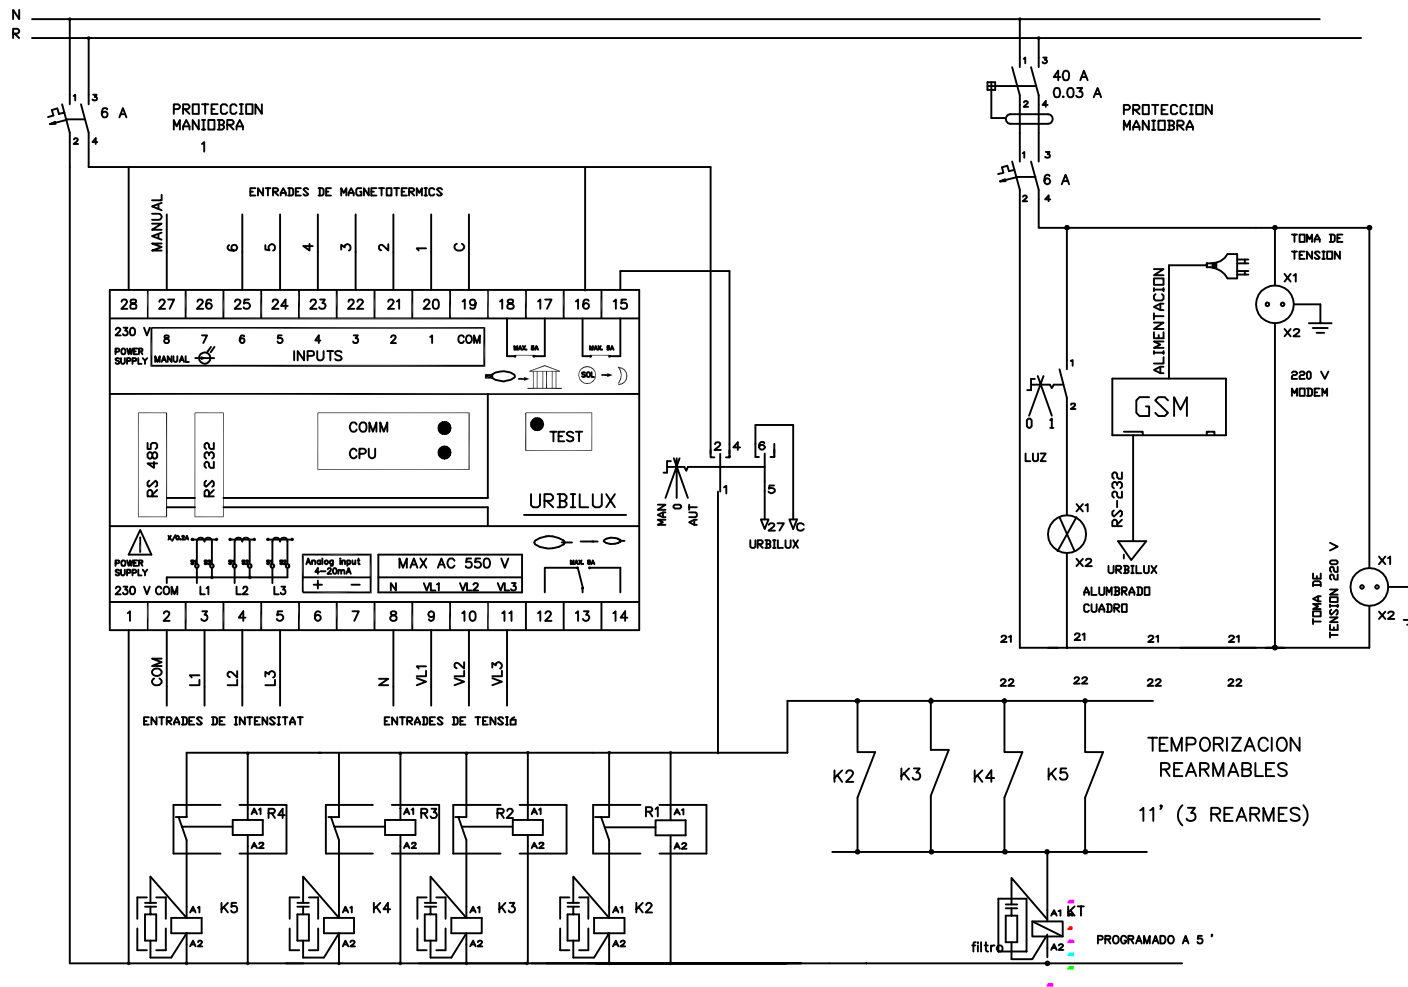 N
R
1 3
6 A
2 4
PROTECCION
MANIOBRA
1
1 3
40 A
0.03 A
2 4
PROTECCION
MANIOBRA
1 3
6 A
2 4
ENTRADES DE MAGNETOTERMICS
MANUAL 6 5 4 3 2 1 C
28 27 26 25 24 23 22 21 20 19 18 17 16 15
230 V 8 7 6 5 4 3 2 1 COM
POWER
SUPPLY
MANUAL
INPUTS
MAX. 5A
MAX. 5A
SOL
RS 485
RS 232
COMM
CPU
TEST
URBILUX
X/0.2A
POWER
SUPPLY
230 V COM
S1 S2 S1 S2 S1 S2
L1 L2 L3
Analog input
4-20mA
+ -
MAX AC 550 V
N VL1 VL2 VL3
MAX. 5A
1 2 3 4 5 6 7 8 9 10 11 12 13 14
COM L1 L2 L3
N VL1 VL2 VL3
ENTRADES DE INTENSITAT
ENTRADES DE TENSIó
2 4 6
1 5
MAN 0 AUT
27 C
URBILUX
TOMA DE
TENSION
X1
X2
220 V
MODEM
ALIMENTACION
GSM
RS-232
URBILUX
1
2
0 1
LUZ
X1
X2
ALUMBRADO
CUADRO
TOMA DE
TENSION 220 V
X1
X2
21 21 21 21
22 22 22 22
K2 K3 K4 K5
TEMPORIZACION
REARMABLES
11' (3 REARMES)
A1 R4
A2
A1 R3
A2
R2 A1
A2
R1 A1
A2
A1 K5
A2
A1 K4
A2
A1 K3
A2
A1 K2
A2
A1 KT
A2
filtro
PROGRAMADO A 5 '